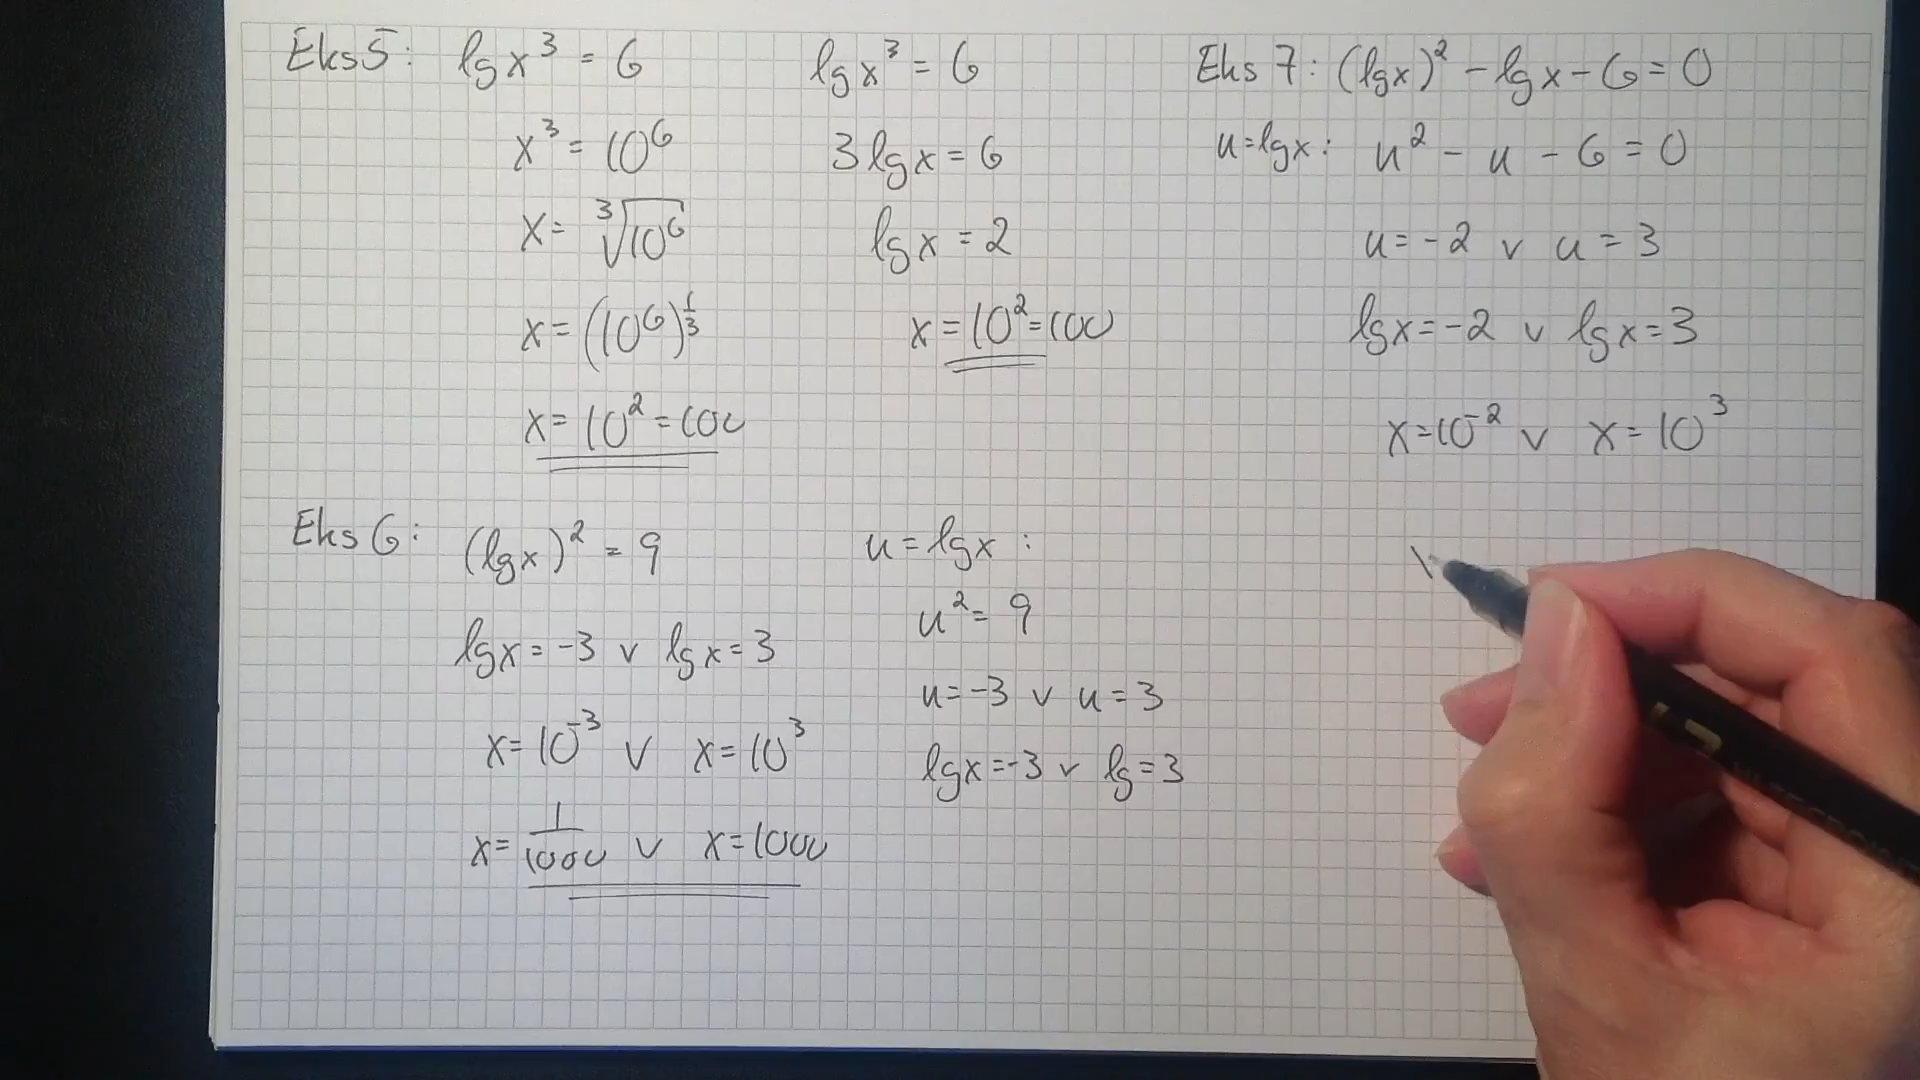 Eks 5: lg x³ = 6
x³ = 10⁶
x = ³√10⁶
x = (10⁶)^(1/3)
x = 10² = 100
lg x³ = 6
3 lg x = 6
lg x = 2
x = 10² = 100
Eks 6: (lg x)² = 9
lg x = -3 v lg x = 3
x = 10⁻³ v x = 10³
x = 1/1000 v x = 1000
u = lg x :
u² = 9
u = -3 v u = 3
lg x = -3 v lg = 3
Eks 7: (lg x)² - lg x - 6 = 0
u = lg x : u² - u - 6 = 0
u = -2 v u = 3
lg x = -2 v lg x = 3
x = 10⁻² v x = 10³